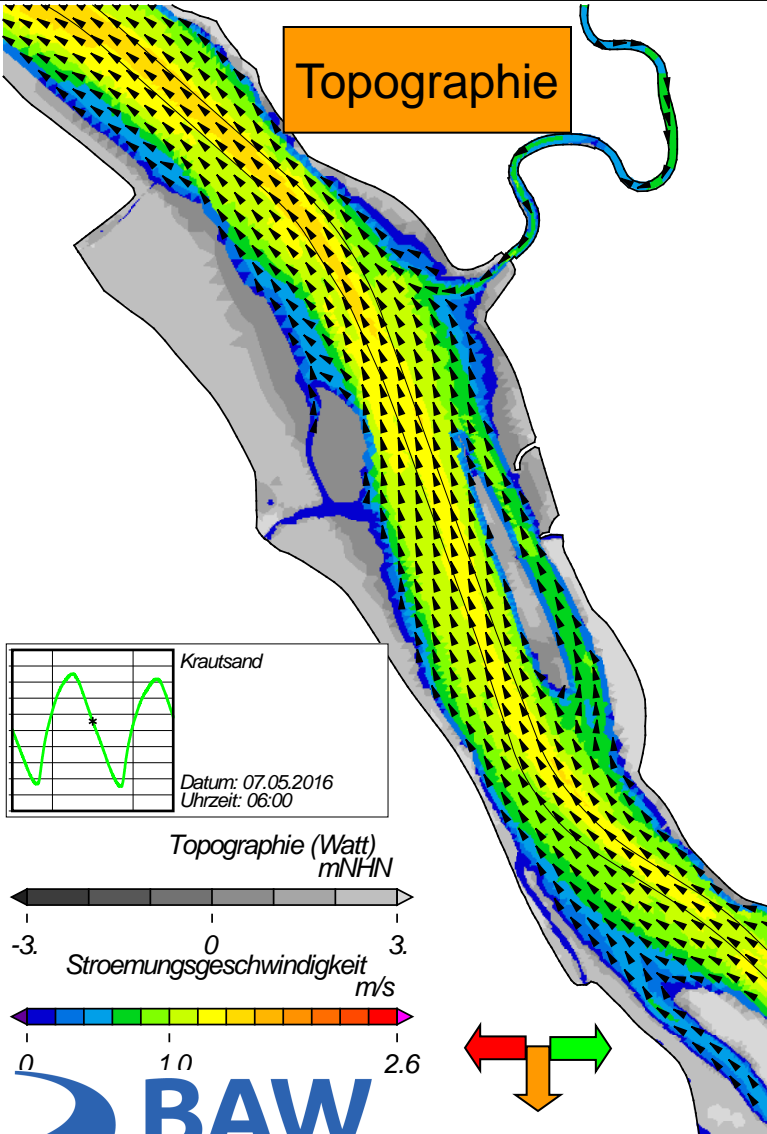 Topographie
Krautsand
Datum: 07.05.2016
Uhrzeit: 06:00
Topographie (Watt)
mNHN
-3.
0
3.
Stroemungsgeschwindigkeit
m/s
0
1.0
2.6
BAW